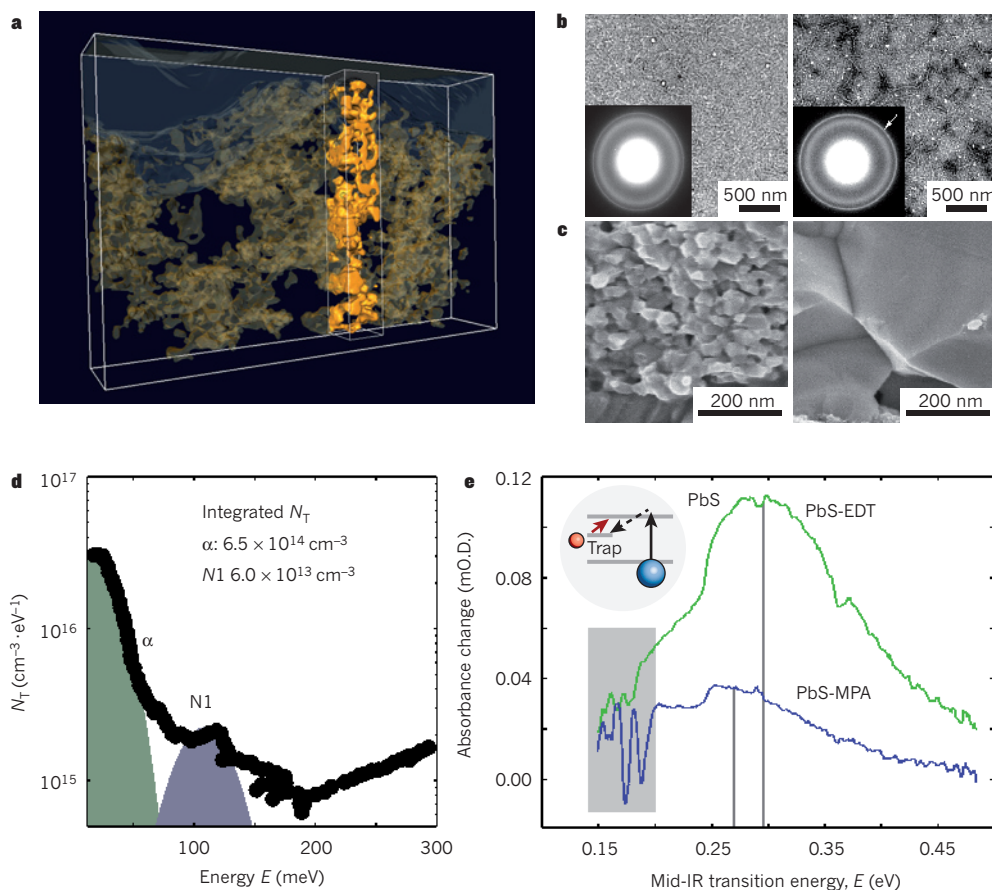 a
b
500 nm
500 nm
c
200 nm
200 nm
d
10¹⁷
10¹⁶
10¹⁵
N_T (cm⁻³·eV⁻¹)
Integrated N_T
α: 6.5 × 10¹⁴ cm⁻³
N1 6.0 × 10¹³ cm⁻³
α
N1
100
200
300
Energy E (meV)
e
0.12
0.08
0.04
0.00
Absorbance change (mO.D.)
PbS
PbS-EDT
Trap
PbS-MPA
0.15
0.25
0.35
0.45
Mid-IR transition energy, E (eV)